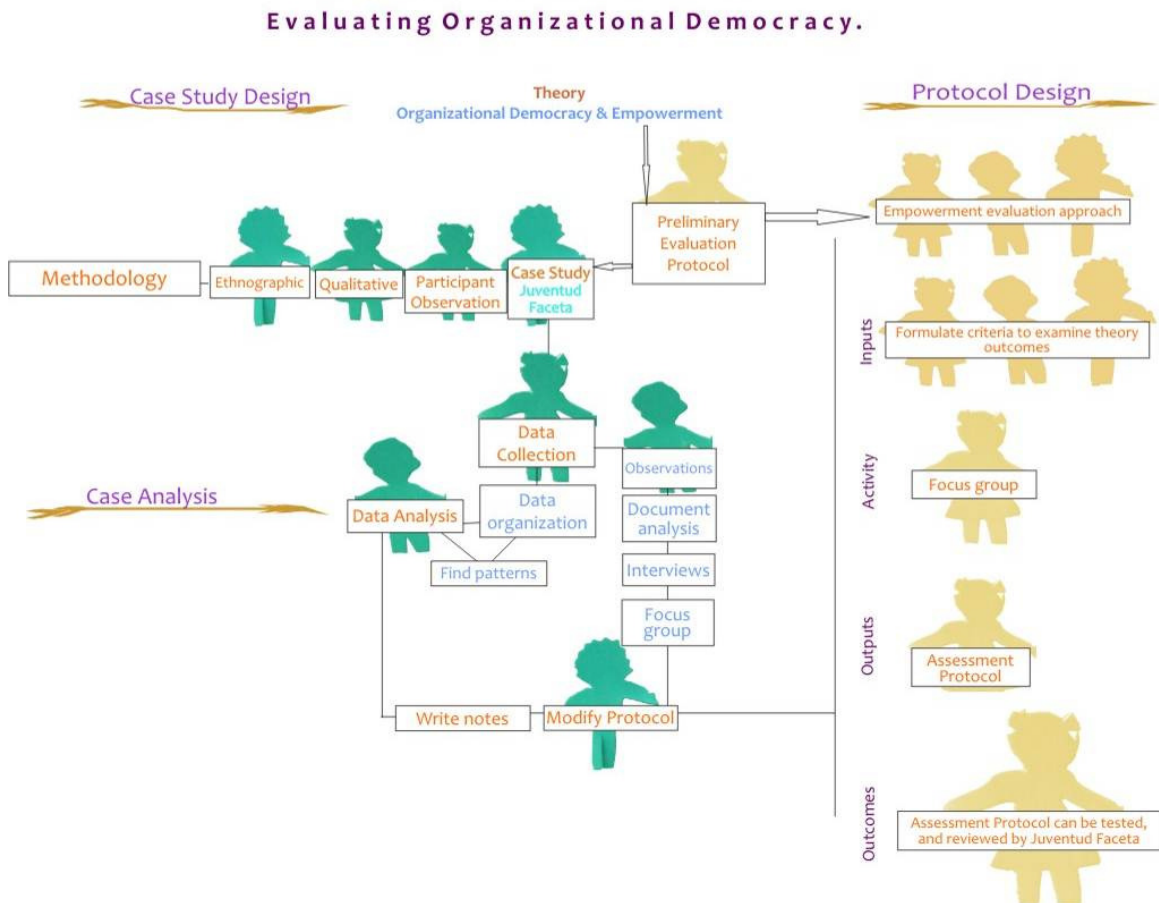 Evaluating Organizational Democracy.
Case Study Design
Theory
Organizational Democracy & Empowerment
Protocol Design
Preliminary
Evaluation
Protocol
Empowerment evaluation approach
Methodology
Ethnographic
Qualitative
Participant
Observation
Case Study
Juventud
Faceta
Inputs
Formulate criteria to examine theory
outcomes
Data
Collection
Observations
Case Analysis
Data Analysis
Data
organization
Document
analysis
Find patterns
Interviews
Focus
group
Activity
Focus group
Outputs
Assessment
Protocol
Write notes
Modify Protocol
Outcomes
Assessment Protocol can be tested,
and reviewed by Juventud Faceta